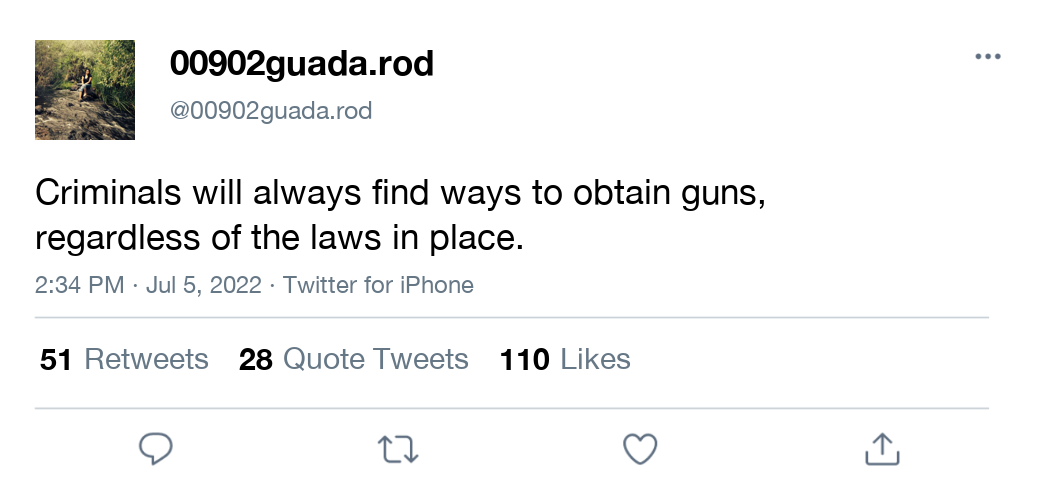 00902guada.rod
@00902guada.rod
Criminals will always find ways to obtain guns,
regardless of the laws in place.
2:34 PM · Jul 5, 2022 · Twitter for iPhone
51 Retweets 28 Quote Tweets 110 Likes